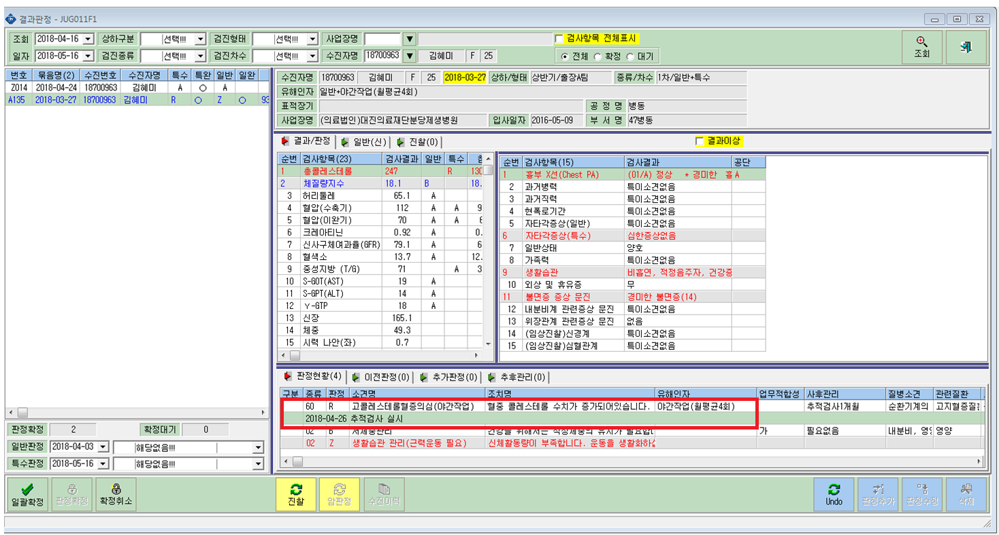 결과판정 - JUG011F1
조회 2018-04-16 상하구분 선택!!! 검진형태 선택!!! 사업장명 검사항목 전체표시
일자 2018-05-16 검진종류 선택!!! 검진차수 선택!!! 수진자명 18700963 김혜미 F 25 전체 확정 대기 조회
번호 묶음명(2) 수진번호 수진자명 특수 특완 일반 일완
Z014 2018-04-24 18700963 김혜미 A O A
A135 2018-03-27 18700963 김혜미 R O Z O 93
수진자명 18700963 김혜미 F 25 2018-03-27 상하/형태 상반기/출장A팀 종류/차수 1차/일반+특수
유해인자 일반+야간작업(월평균4회)
표적장기 공 정 명 병동
사업장명 (의료법인)대진의료재단분당제생병원 입사일자 2016-05-09 부 서 명 47병동
결과/판정 일반(신) 진찰(0) 결과이상
순번 검사항목(23) 검사결과 일반 특수 참
1 총콜레스테롤 247 R 130
2 체질량지수 18.1 B 18.
3 허리둘레 65.1 A
4 혈압(수축기) 112 A A 9
5 혈압(이완기) 70 A A 6
6 크레아티닌 0.92 A 0.
7 신사구체여과율(GFR) 79.1 A 6
8 혈색소 13.7 A 12.
9 중성지방 (T/G) 71 A 3
10 S-GOT(AST) 19 A
11 S-GPT(ALT) 14 A
12 Y-GTP 18 A
13 신장 165.1
14 체중 49.3
15 시력 나안(좌) 0.7
순번 검사항목(15) 검사결과 공단
1 흉부 X선(Chest PA) (01/A) 정상 * 경미한 흉 A
2 과거병력 특이소견없음
3 과거직력 특이소견없음
4 현폭로기간 특이소견없음
5 자타각증상(일반) 특이소견없음
6 자타각증상(특수) 심한증상없음
7 일반상태 양호
8 가족력 특이소견없음
9 생활습관 비흡연, 적정음주자, 건강증
10 외상 및 휴유증 무
11 불면증 증상 문진 경미한 불면증(14)
12 내분비계 관련증상 문진 특이소견없음
13 위장관계 관련증상 문진 없음
14 (임상진찰)신경계 특이소견없음
15 (임상진찰)심혈관계 특이소견없음
판정현황(4) 이전판정(0) 추가판정(0) 추후관리(0)
구분 종류 판정 소견명 조치명 유해인자 업무적합성 사후관리 질병소견 관련질환
60 R 고콜레스테롤혈증의심(야간작업) 혈중 콜레스테롤 수치가 증가되어있습니다. 야간작업(월평균4회) 추적검사1개월 순환기계의 고지혈증질
2018-04-26 추적검사 실시
02 B 저체중관리 건강을 위해서는 적정체중의 유지가 필요합 가 필요없음 내분비, 영 영양
02 Z 생활습관 관리(근력운동 필요) 신체활동량이 부족합니다. 운동을 생활화하
판정확정 2 확정대기 0
일반판정 2018-04-03 해당없음!!!
특수판정 2018-05-16 해당없음!!!
일괄확정 판정확정 확정취소 진찰 암판정 수진이력 Undo 판정추가 판정수정 삭제